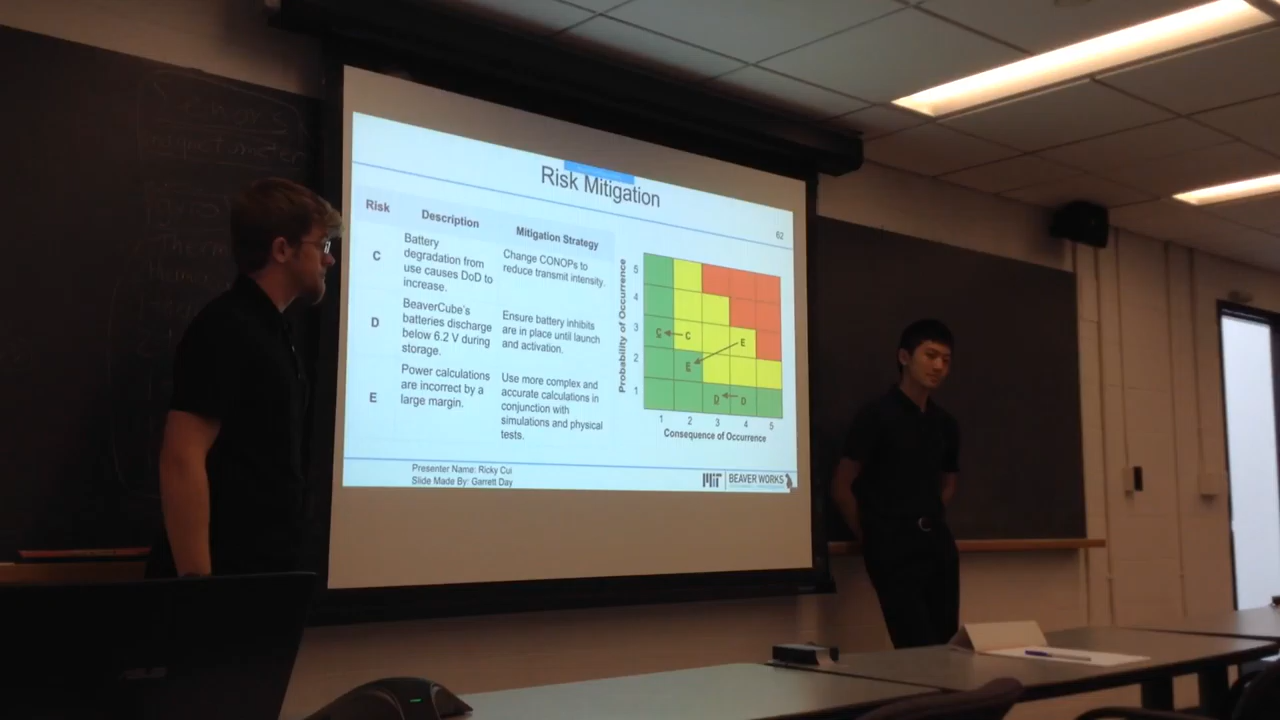 magnetometer
Risk Mitigation
62
Risk
Description
Mitigation Strategy
C
Battery
degradation from
use causes DoD to
increase.
Change CONOPs to
reduce transmit intensity.
D
BeaverCube's
batteries discharge
below 6.2 V during
storage.
Ensure battery inhibits
are in place until launch
and activation.
E
Power calculations
are incorrect by a
large margin.
Use more complex and
accurate calculations in
conjunction with
simulations and physical
tests.
Probability of Occurrence
5
4
3
2
1
C
C
E
E
D
D
1 2 3 4 5
Consequence of Occurrence
Presenter Name: Ricky Cui
Slide Made By: Garrett Day
MIT
BEAVER WORKS